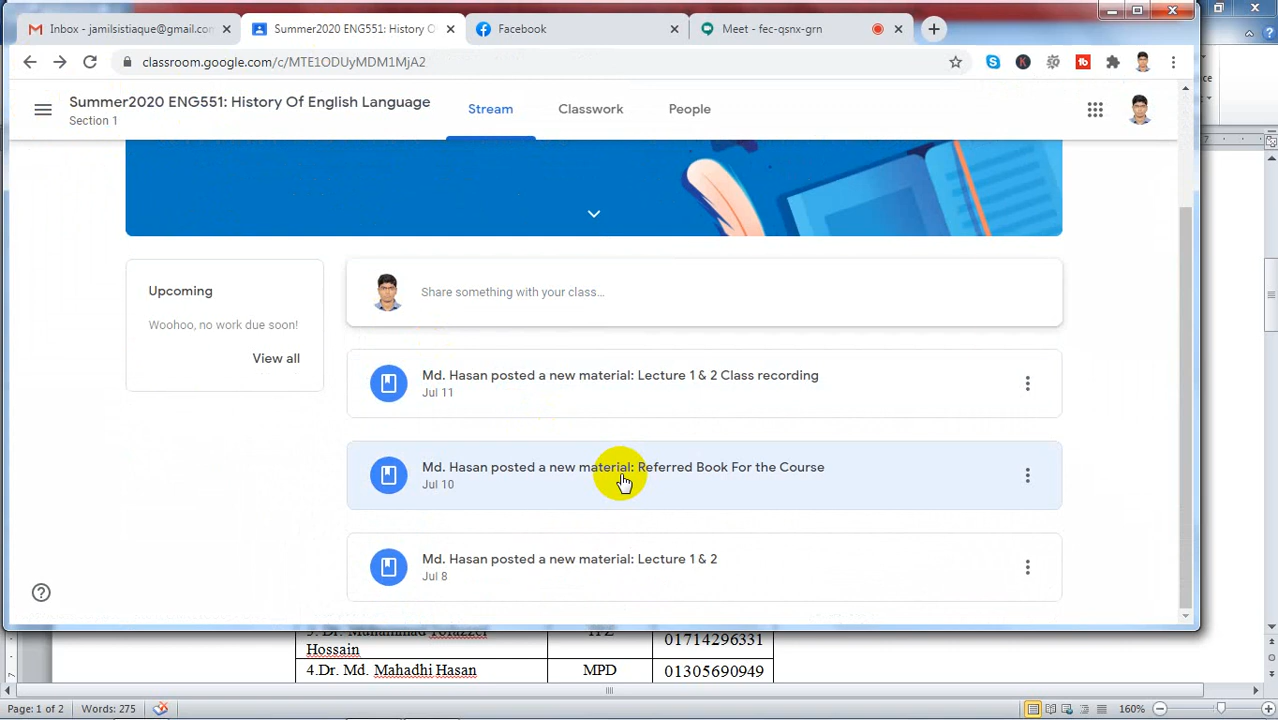 Inbox - jamilsistiaque@gmail.com
Summer2020 ENG551: History O
Facebook
Meet - fec-qsnx-grn
classroom.google.com/c/MTE1ODUyMDM1MjA2
Summer2020 ENG551: History Of English Language
Section 1
Stream
Classwork
People
Upcoming
Woohoo, no work due soon!
View all
Share something with your class...
Md. Hasan posted a new material: Lecture 1 & 2 Class recording
Jul 11
Md. Hasan posted a new material: Referred Book For the Course
Jul 10
Md. Hasan posted a new material: Lecture 1 & 2
Jul 8
Hossain
01714296331
4.Dr. Md. Mahadhi Hasan
MPD
01305690949
Page: 1 of 2
Words: 275
160%